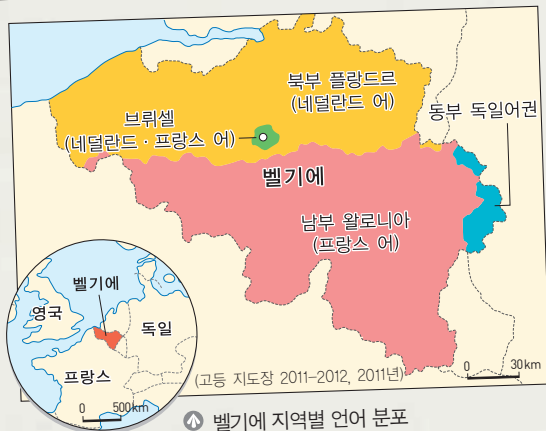 북부 플랑드르
(네덜란드 어)
동부 독일어권
브뤼셀
(네덜란드·프랑스 어)
벨기에
남부 왈로니아
(프랑스 어)
벨기에
영국
독일
프랑스
0 500km
(고등 지도장 2011-2012, 2011년)
0 30km
벨기에 지역별 언어 분포